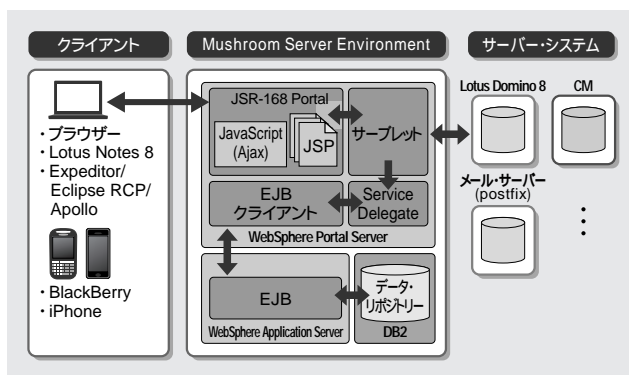 クライアント
・ブラウザー
・Lotus Notes 8
・Expeditor/
Eclipse RCP/
Apollo
・BlackBerry
・iPhone
Mushroom Server Environment
JSR-168 Portal
JavaScript
(Ajax)
JSP
サーブレット
EJB
クライアント
Service
Delegate
WebSphere Portal Server
EJB
WebSphere Application Server
データ・
リポジトリー
DB2
サーバー・システム
Lotus Domino 8
CM
メール・サーバー
(postfix)